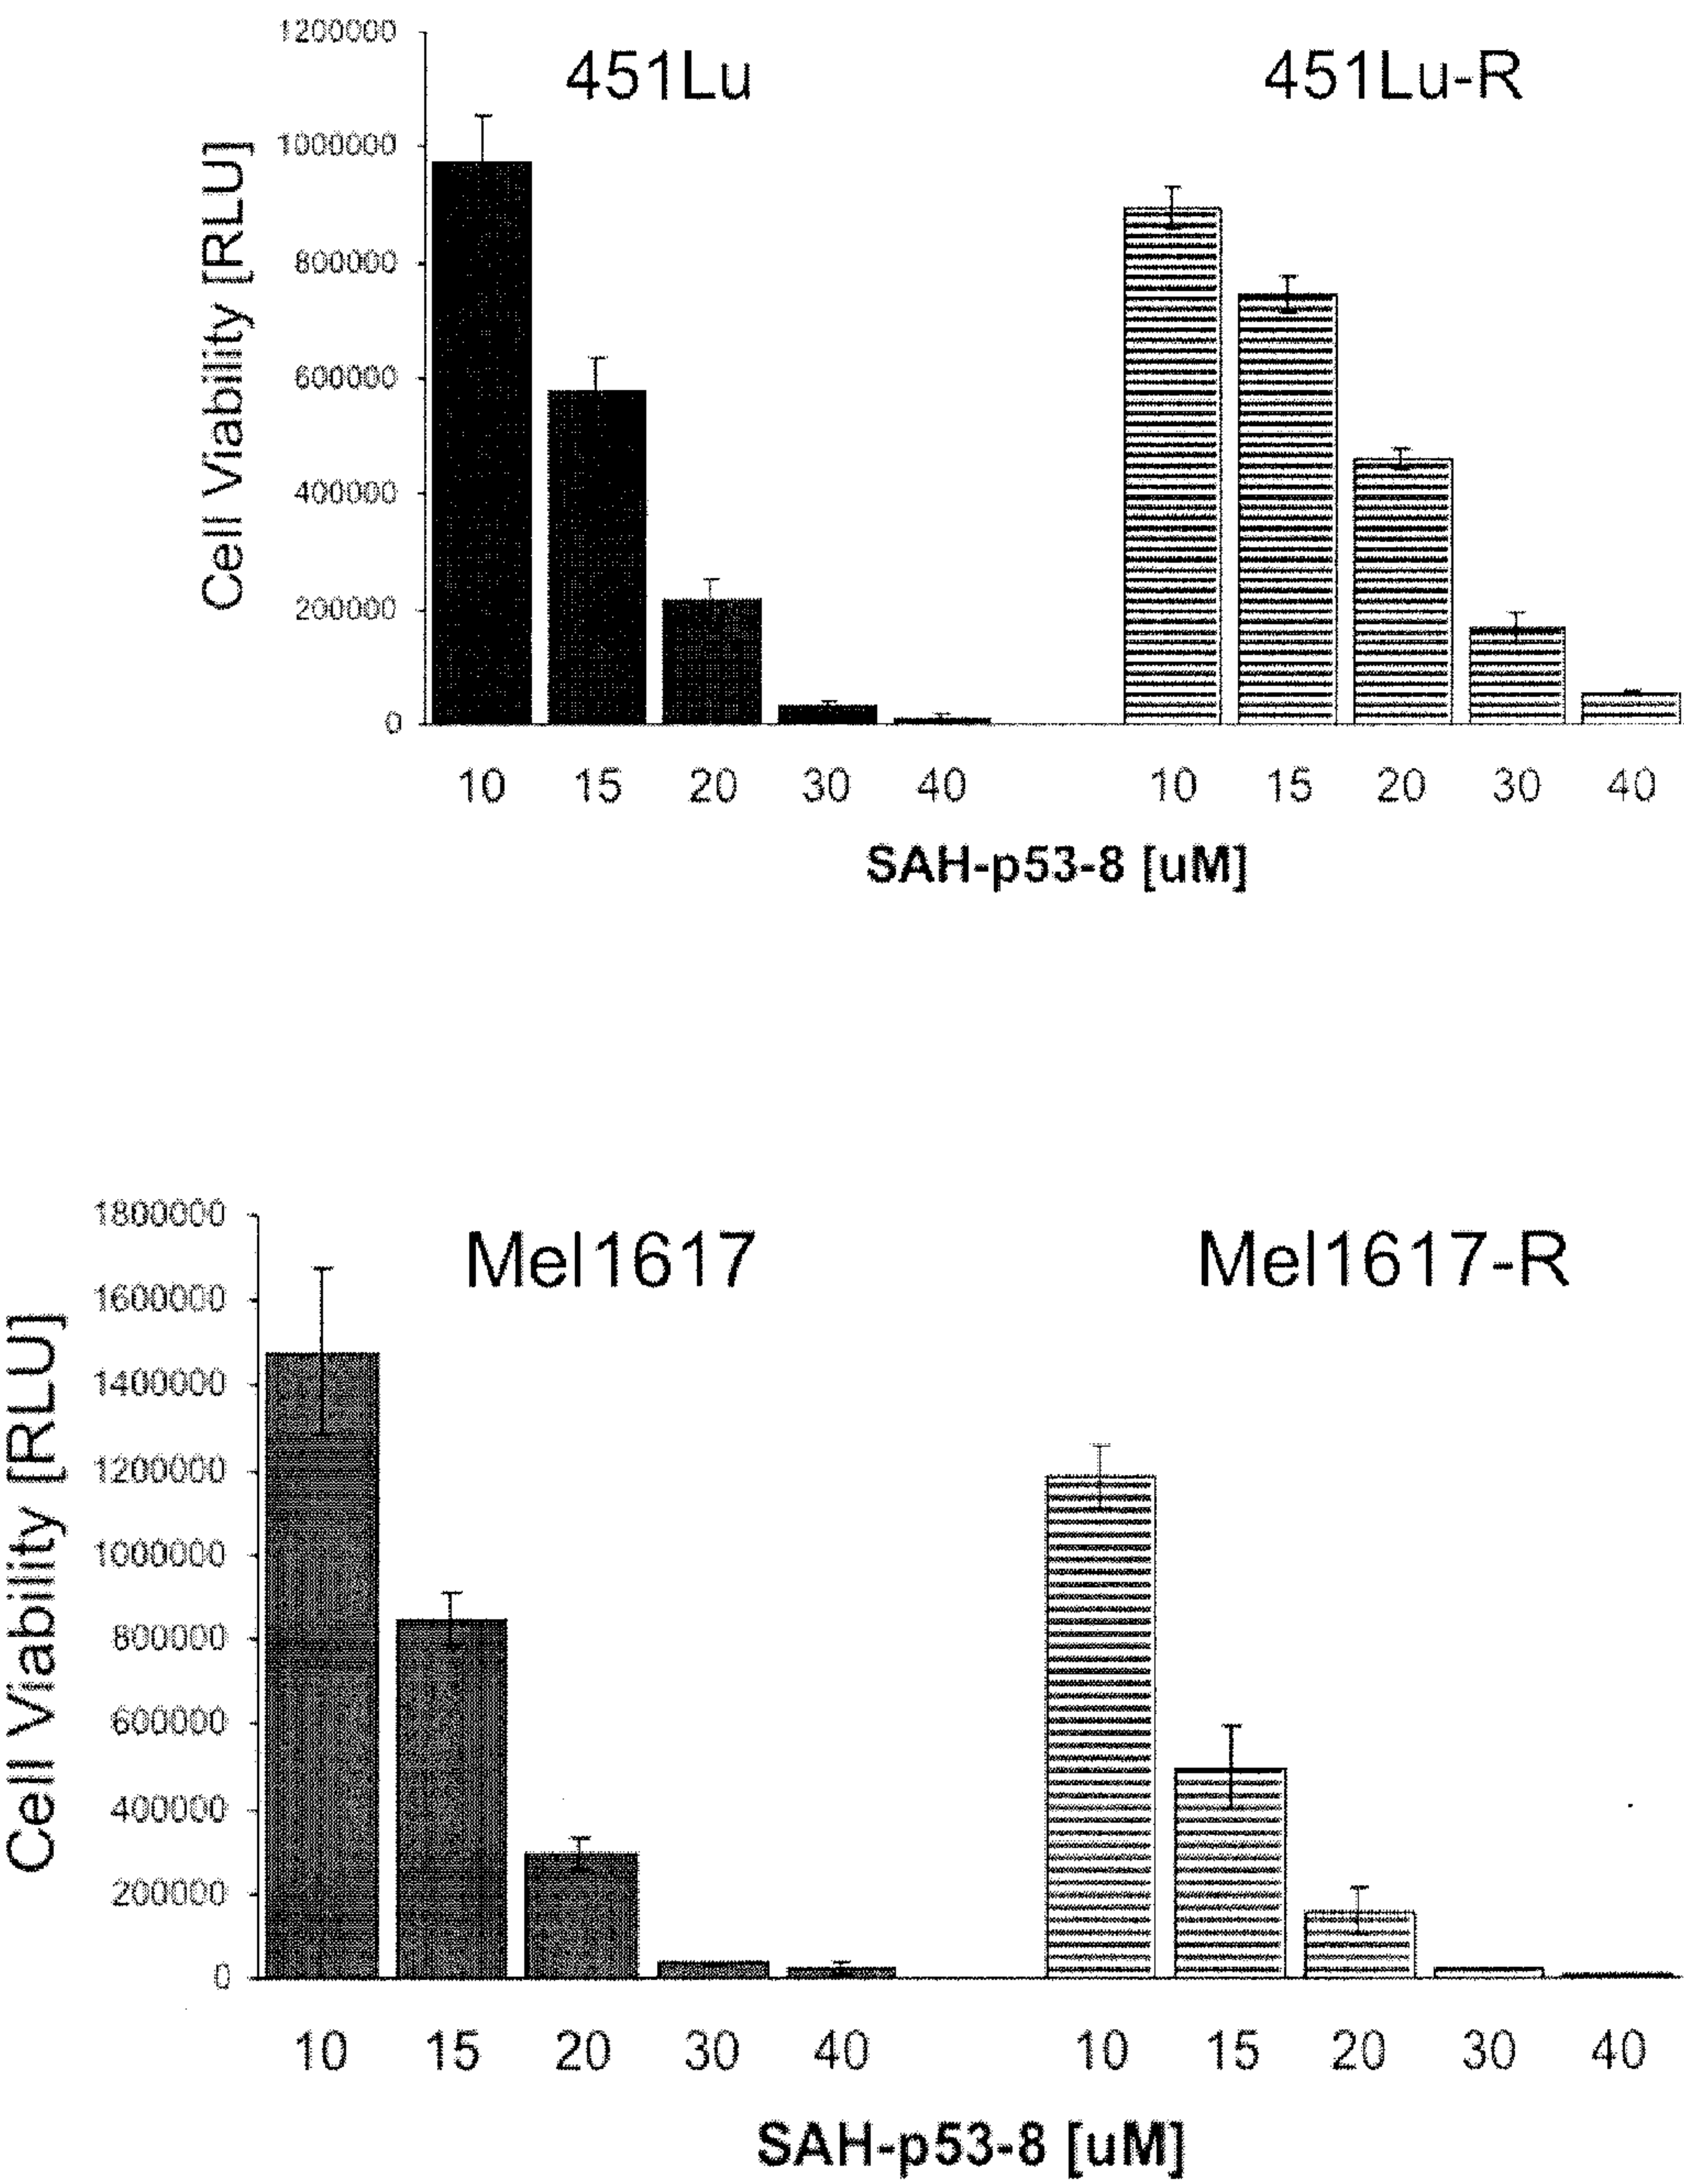 1200000
451Lu
451Lu-R
1000000
800000
600000
400000
200000
0
Cell Viability [RLU]
10 15 20 30 40 10 15 20 30 40
SAH-p53-8 [uM]
1800000
Mel1617
Mel1617-R
1600000
1400000
1200000
1000000
800000
600000
400000
200000
0
Cell Viability [RLU]
10 15 20 30 40 10 15 20 30 40
SAH-p53-8 [uM]